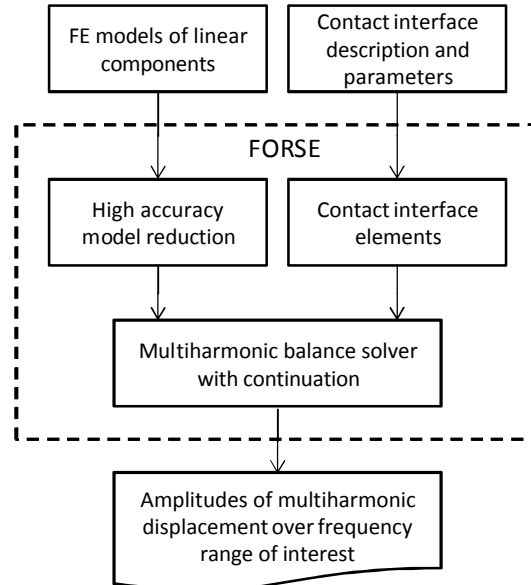 FE models of linear
components
Contact interface
description and
parameters
FORSE
High accuracy
model reduction
Contact interface
elements
Multiharmonic balance solver
with continuation
Amplitudes of multiharmonic
displacement over frequency
range of interest